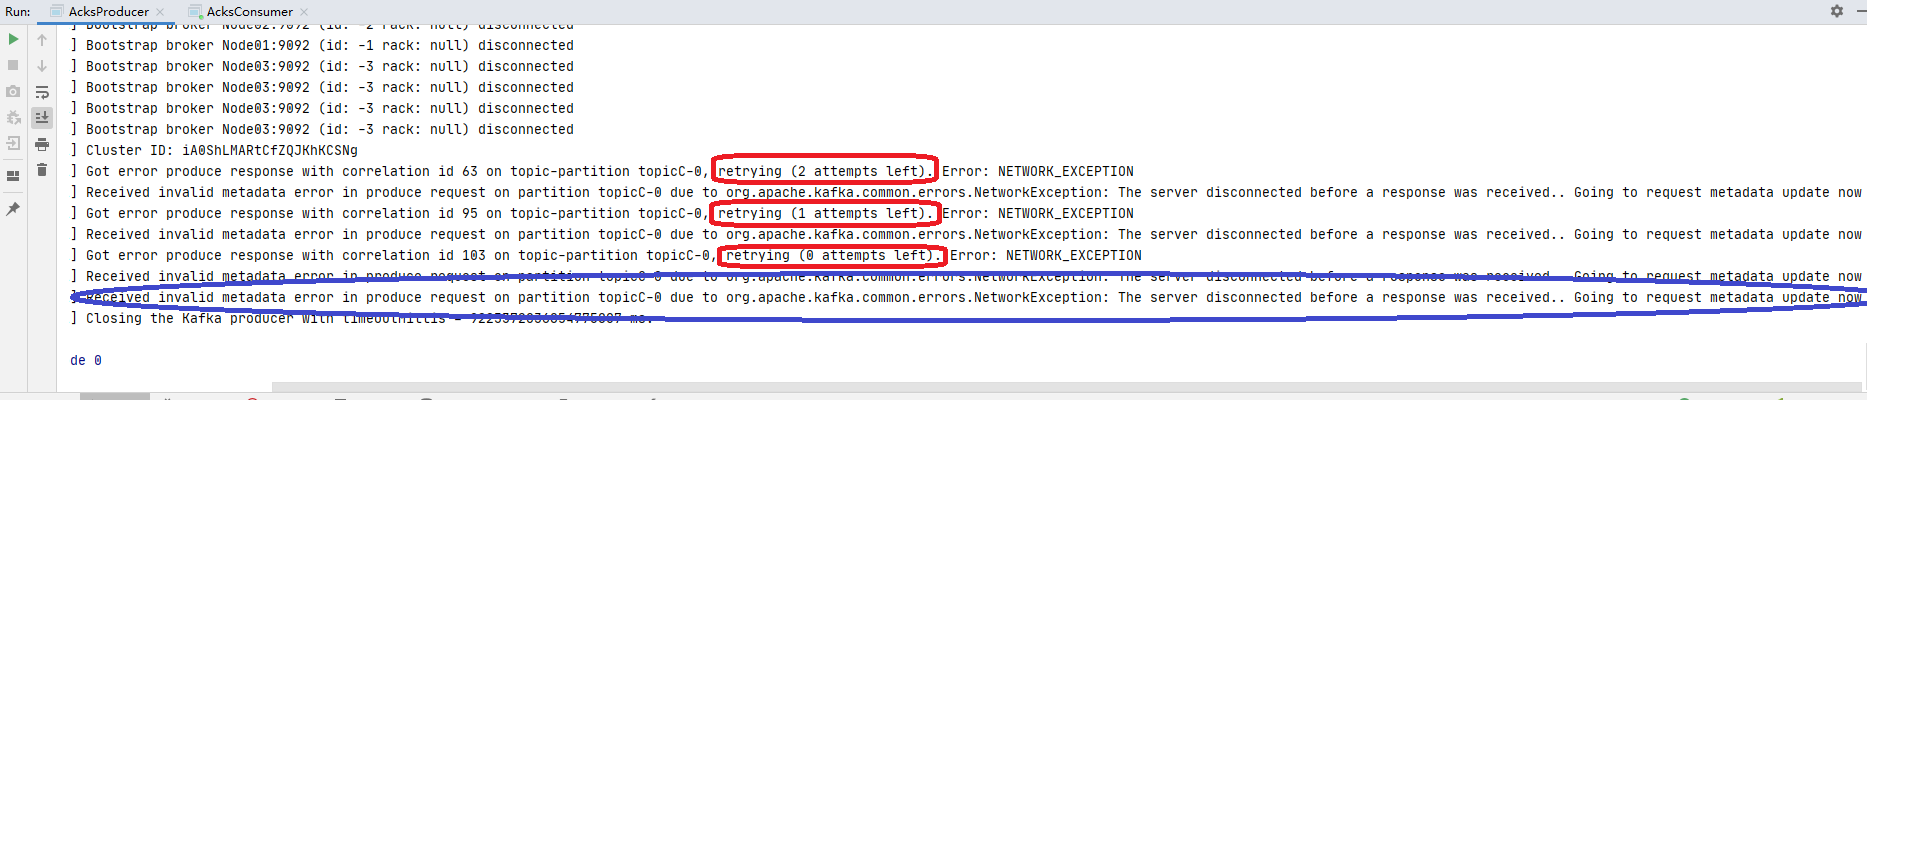 Run: AcksProducer AcksConsumer
] Bootstrap broker Node02:9092 (id: -2 rack: null) disconnected
] Bootstrap broker Node01:9092 (id: -1 rack: null) disconnected
] Bootstrap broker Node03:9092 (id: -3 rack: null) disconnected
] Bootstrap broker Node03:9092 (id: -3 rack: null) disconnected
] Bootstrap broker Node03:9092 (id: -3 rack: null) disconnected
] Bootstrap broker Node03:9092 (id: -3 rack: null) disconnected
] Cluster ID: iA0ShLMARtCfZQJKhKCSNg
] Got error produce response with correlation id 63 on topic-partition topicC-0, retrying (2 attempts left). Error: NETWORK_EXCEPTION
] Received invalid metadata error in produce request on partition topicC-0 due to org.apache.kafka.common.errors.NetworkException: The server disconnected before a response was received.. Going to request metadata update now
] Got error produce response with correlation id 95 on topic-partition topicC-0, retrying (1 attempts left). Error: NETWORK_EXCEPTION
] Received invalid metadata error in produce request on partition topicC-0 due to org.apache.kafka.common.errors.NetworkException: The server disconnected before a response was received.. Going to request metadata update now
] Got error produce response with correlation id 103 on topic-partition topicC-0, retrying (0 attempts left). Error: NETWORK_EXCEPTION
] Received invalid metadata error in produce request on partition topicC-0 due to org.apache.kafka.common.errors.NetworkException: The server disconnected before a response was received.. Going to request metadata update now
] Received invalid metadata error in produce request on partition topicC-0 due to org.apache.kafka.common.errors.NetworkException: The server disconnected before a response was received.. Going to request metadata update now
] Closing the Kafka producer with timeoutMillis = 9223372036854775807 ms.
de 0